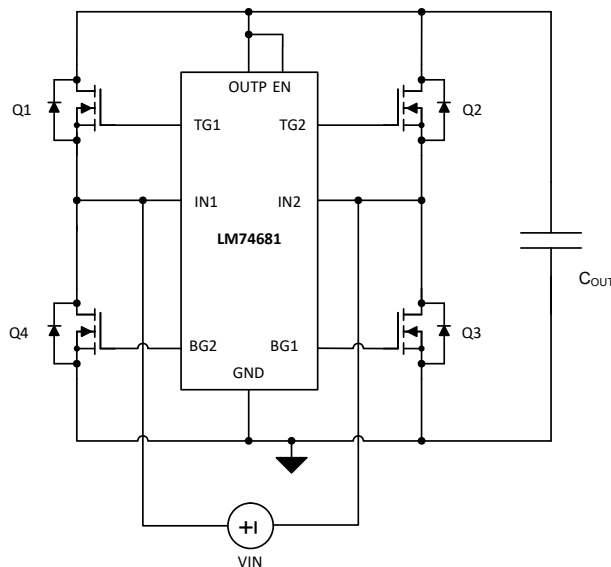 OUTP EN
Q1
Q2
TG1
TG2
IN1
IN2
LM74681
COUT
Q4
Q3
BG2
BG1
GND
+
VIN